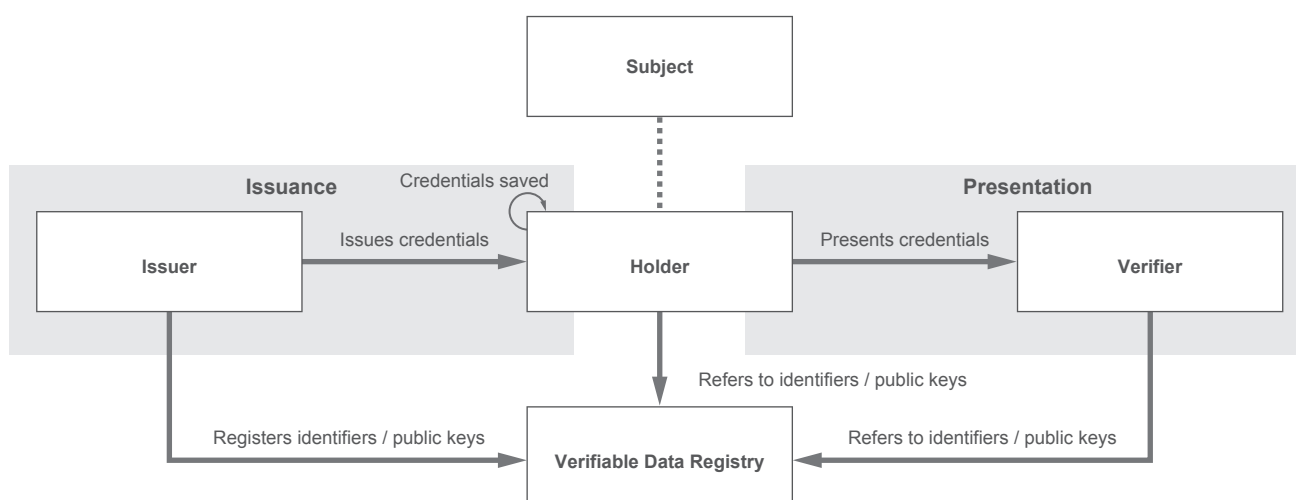 Subject
Issuance
Credentials saved
Presentation
Issuer
Issues credentials
Holder
Presents credentials
Verifier
Refers to identifiers / public keys
Registers identifiers / public keys
Verifiable Data Registry
Refers to identifiers / public keys